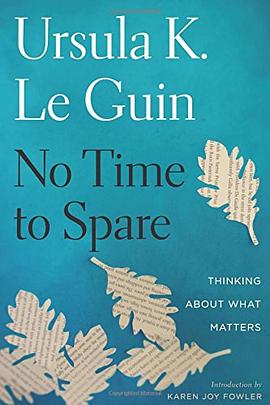 Ursula K.
Le Guin
No Time
to Spare
THINKING
ABOUT WHAT
MATTERS
Introduction by
KAREN JOY FOWLER